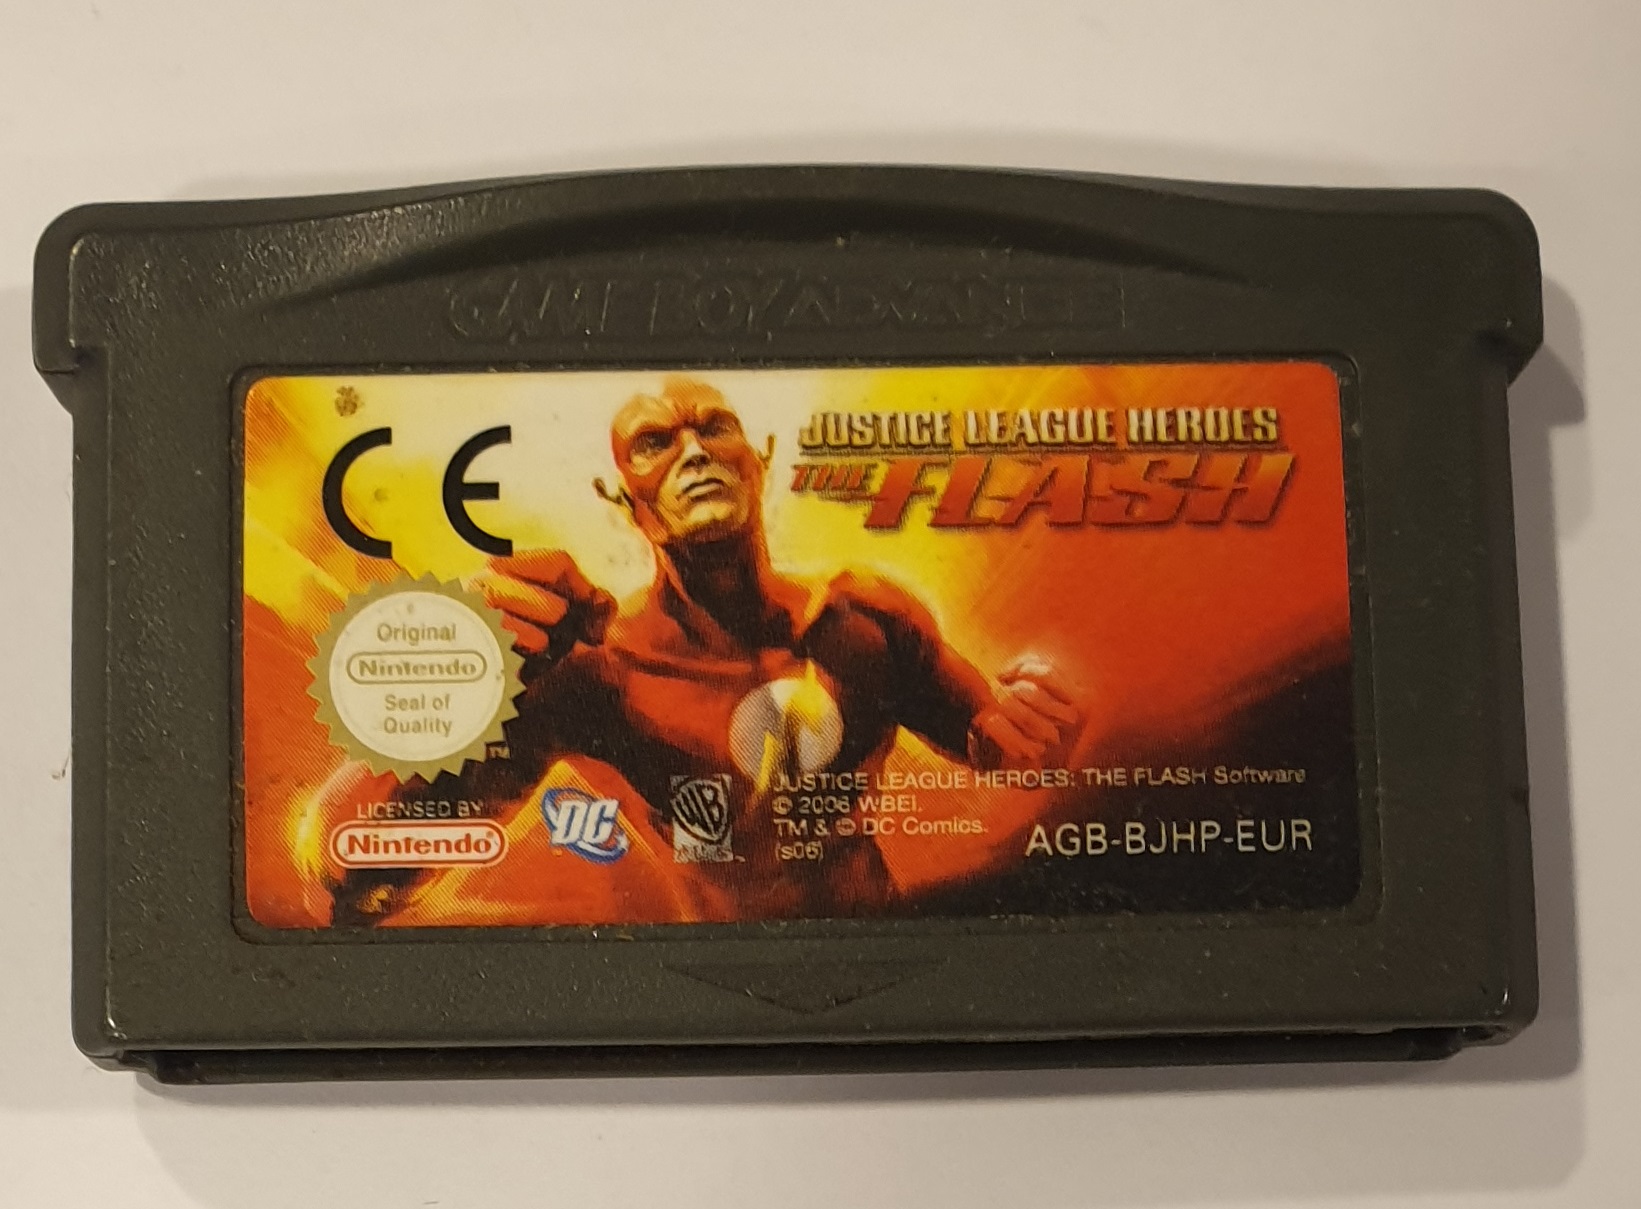 GAME BOY ADVANCE
CE
JUSTICE LEAGUE HEROES
THE FLASH
Original
Nintendo
Seal of
Quality
TM
LICENSED BY
Nintendo®
DC
WB
JUSTICE LEAGUE HEROES: THE FLASH Software
© 2006 WBEI.
TM & © DC Comics.
(s06)
AGB-BJHP-EUR